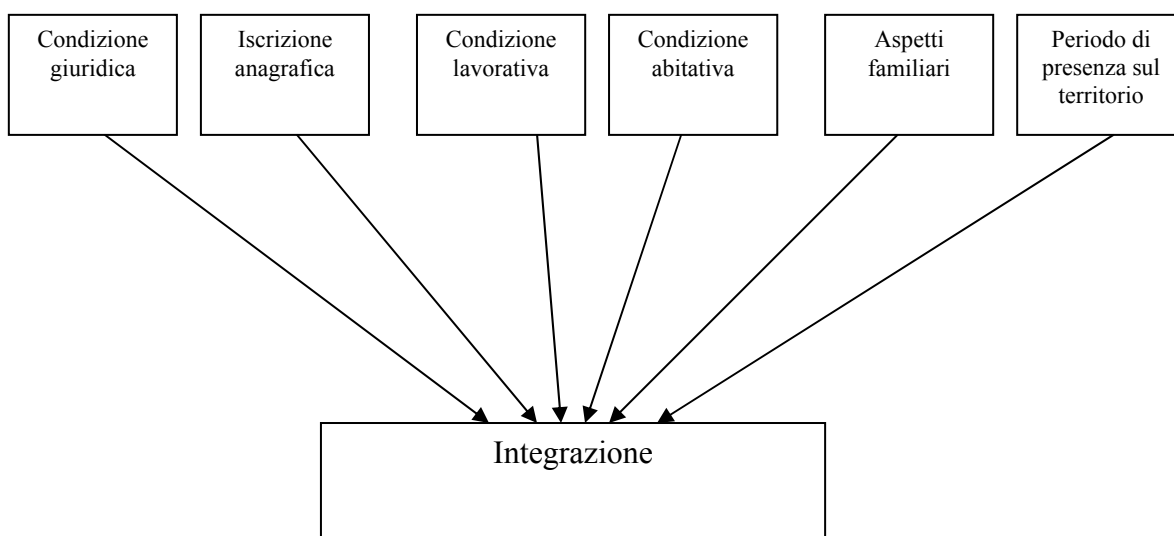 Condizione
giuridica
Iscrizione
anagrafica
Condizione
lavorativa
Condizione
abitativa
Aspetti
familiari
Periodo di
presenza sul
territorio
Integrazione